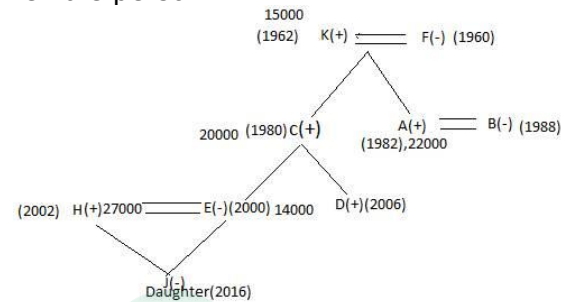 15000
(1962) K(+) F(-) (1960)
20000 (1980) C(+) A(+) B(-) (1988)
(1982),22000
(2002) H(+)27000 E(-)(2000) 14000 D(+)(2006)
J(-)
Daughter(2016)